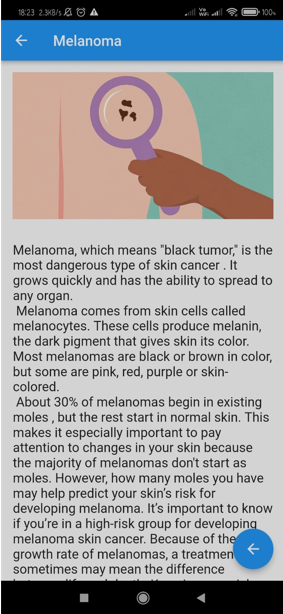 18:23 2.3KB/s
Vo
WiFi
100%
Melanoma
Melanoma, which means "black tumor," is the
most dangerous type of skin cancer . It
grows quickly and has the ability to spread to
any organ.
Melanoma comes from skin cells called
melanocytes. These cells produce melanin,
the dark pigment that gives skin its color.
Most melanomas are black or brown in color,
but some are pink, red, purple or skin-
colored.
About 30% of melanomas begin in existing
moles , but the rest start in normal skin. This
makes it especially important to pay
attention to changes in your skin because
the majority of melanomas don't start as
moles. However, how many moles you have
may help predict your skin's risk for
developing melanoma. It's important to know
if you're in a high-risk group for developing
melanoma skin cancer. Because of the
growth rate of melanomas, a treatmen
sometimes may mean the difference